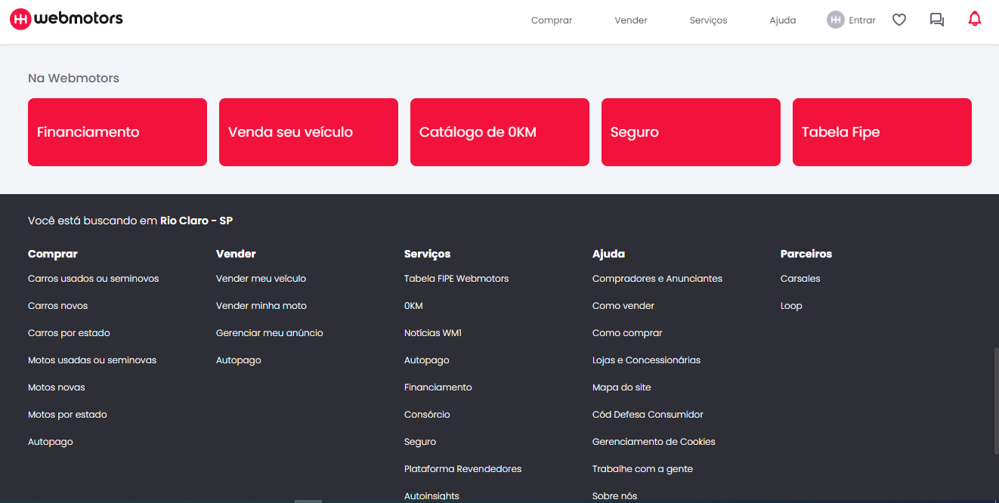 webmotors
Comprar
Vender
Serviços
Ajuda
Entrar
Na Webmotors
Financiamento
Venda seu veículo
Catálogo de 0KM
Seguro
Tabela Fipe
Você está buscando em Rio Claro - SP
Comprar
Carros usados ou seminovos
Carros novos
Carros por estado
Motos usadas ou seminovas
Motos novas
Motos por estado
Autopago
Vender
Vender meu veículo
Vender minha moto
Gerenciar meu anúncio
Autopago
Serviços
Tabela FIPE Webmotors
0KM
Notícias WM1
Autopago
Financiamento
Consórcio
Seguro
Plataforma Revendedores
Autoinsights
Ajuda
Compradores e Anunciantes
Como vender
Como comprar
Lojas e Concessionárias
Mapa do site
Cód Defesa Consumidor
Gerenciamento de Cookies
Trabalhe com a gente
Sobre nós
Parceiros
Carsales
Loop